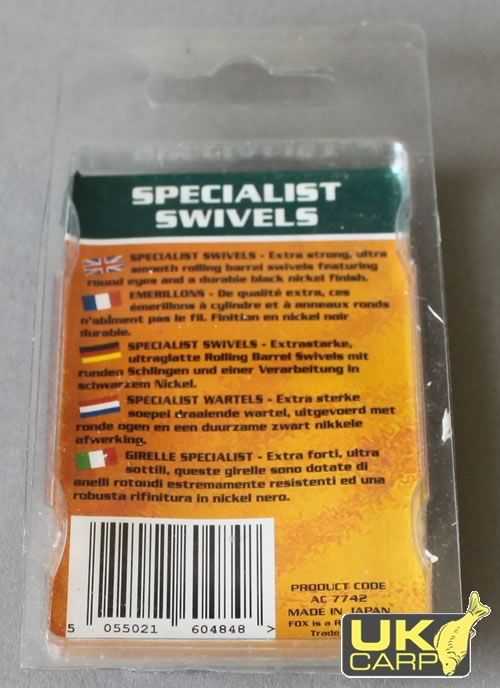 SPECIALIST
SWIVELS
SPECIALIST SWIVELS - Extra strong, ultra
smooth rolling barrel swivels featuring
round eyes and a durable black nickel finish.
EMERILLONS - De qualité extra, ces
émerillons à cylindre et à anneaux ronds
n'abîment pas le fil. Finition en nickel noir
durable.
SPECIALIST SWIVELS - Extrastarke,
ultraglatte Rolling Barrel Swivels mit
runden Schlingen und einer Verarbeitung in
schwarzem Nickel.
SPECIALIST WARTELS - Extra sterke
soepel draaiende wartel, uitgevoerd met
ronde ogen en een duurzame zwart nikkele
afwerking.
GIRELLE SPECIALIST - Extra forti, ultra
sottili, queste girelle sono dotate di
anelli rotondi estremamente resistenti ed una
robusta rifinitura in nickel nero.
5 055021 604848 >
PRODUCT CODE
AC 7742
MADE IN JAPAN
FOX is a R
Trade
UK
CARP